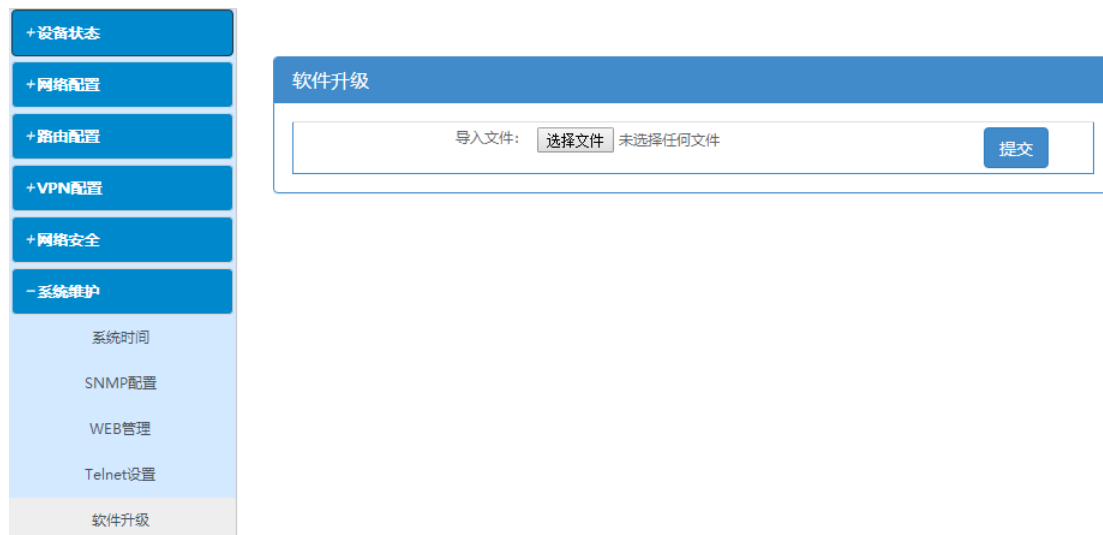 +设备状态
+网络配置
+路由配置
+VPN配置
+网络安全
-系统维护
系统时间
SNMP配置
WEB管理
Telnet设置
软件升级
软件升级
导入文件: 选择文件 未选择任何文件 提交